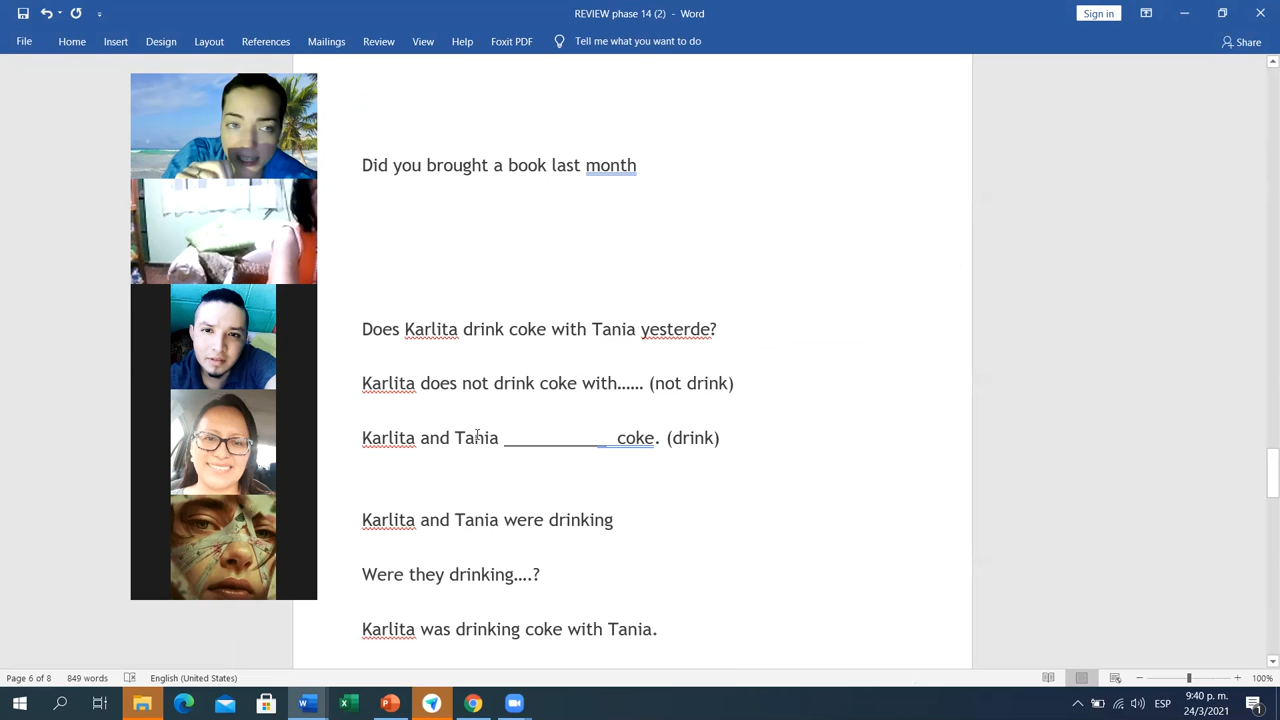 REVIEW phase 14 (2) - Word
Sign in
File Home Insert Design Layout References Mailings Review View Help Foxit PDF Tell me what you want to do Share
Did you brought a book last month
Does Karlita drink coke with Tania yesterde?
Karlita does not drink coke with...... (not drink)
Karlita and Tania ___________ coke. (drink)
Karlita and Tania were drinking
Were they drinking....?
Karlita was drinking coke with Tania.
Page 6 of 8 849 words English (United States) 100%
ESP 9:40 p. m.
24/3/2021